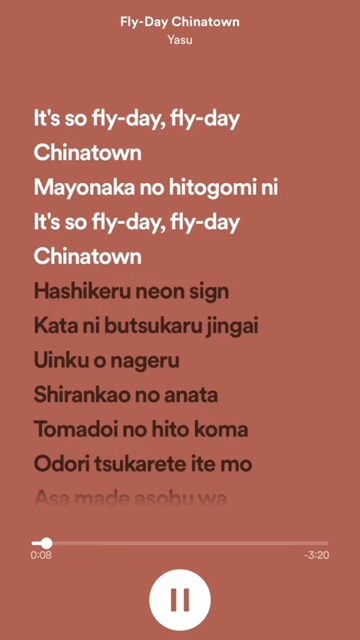 Fly-Day Chinatown
Yasu
It's so fly-day, fly-day
Chinatown
Mayonaka no hitogomi ni
It's so fly-day, fly-day
Chinatown
Hashikeru neon sign
Kata ni butsukaru jingai
Uinku o nageru
Shirankao no anata
Tomadoi no hito koma
Odori tsukarete ite mo
Asa made asobu wa
0:08
-3:20